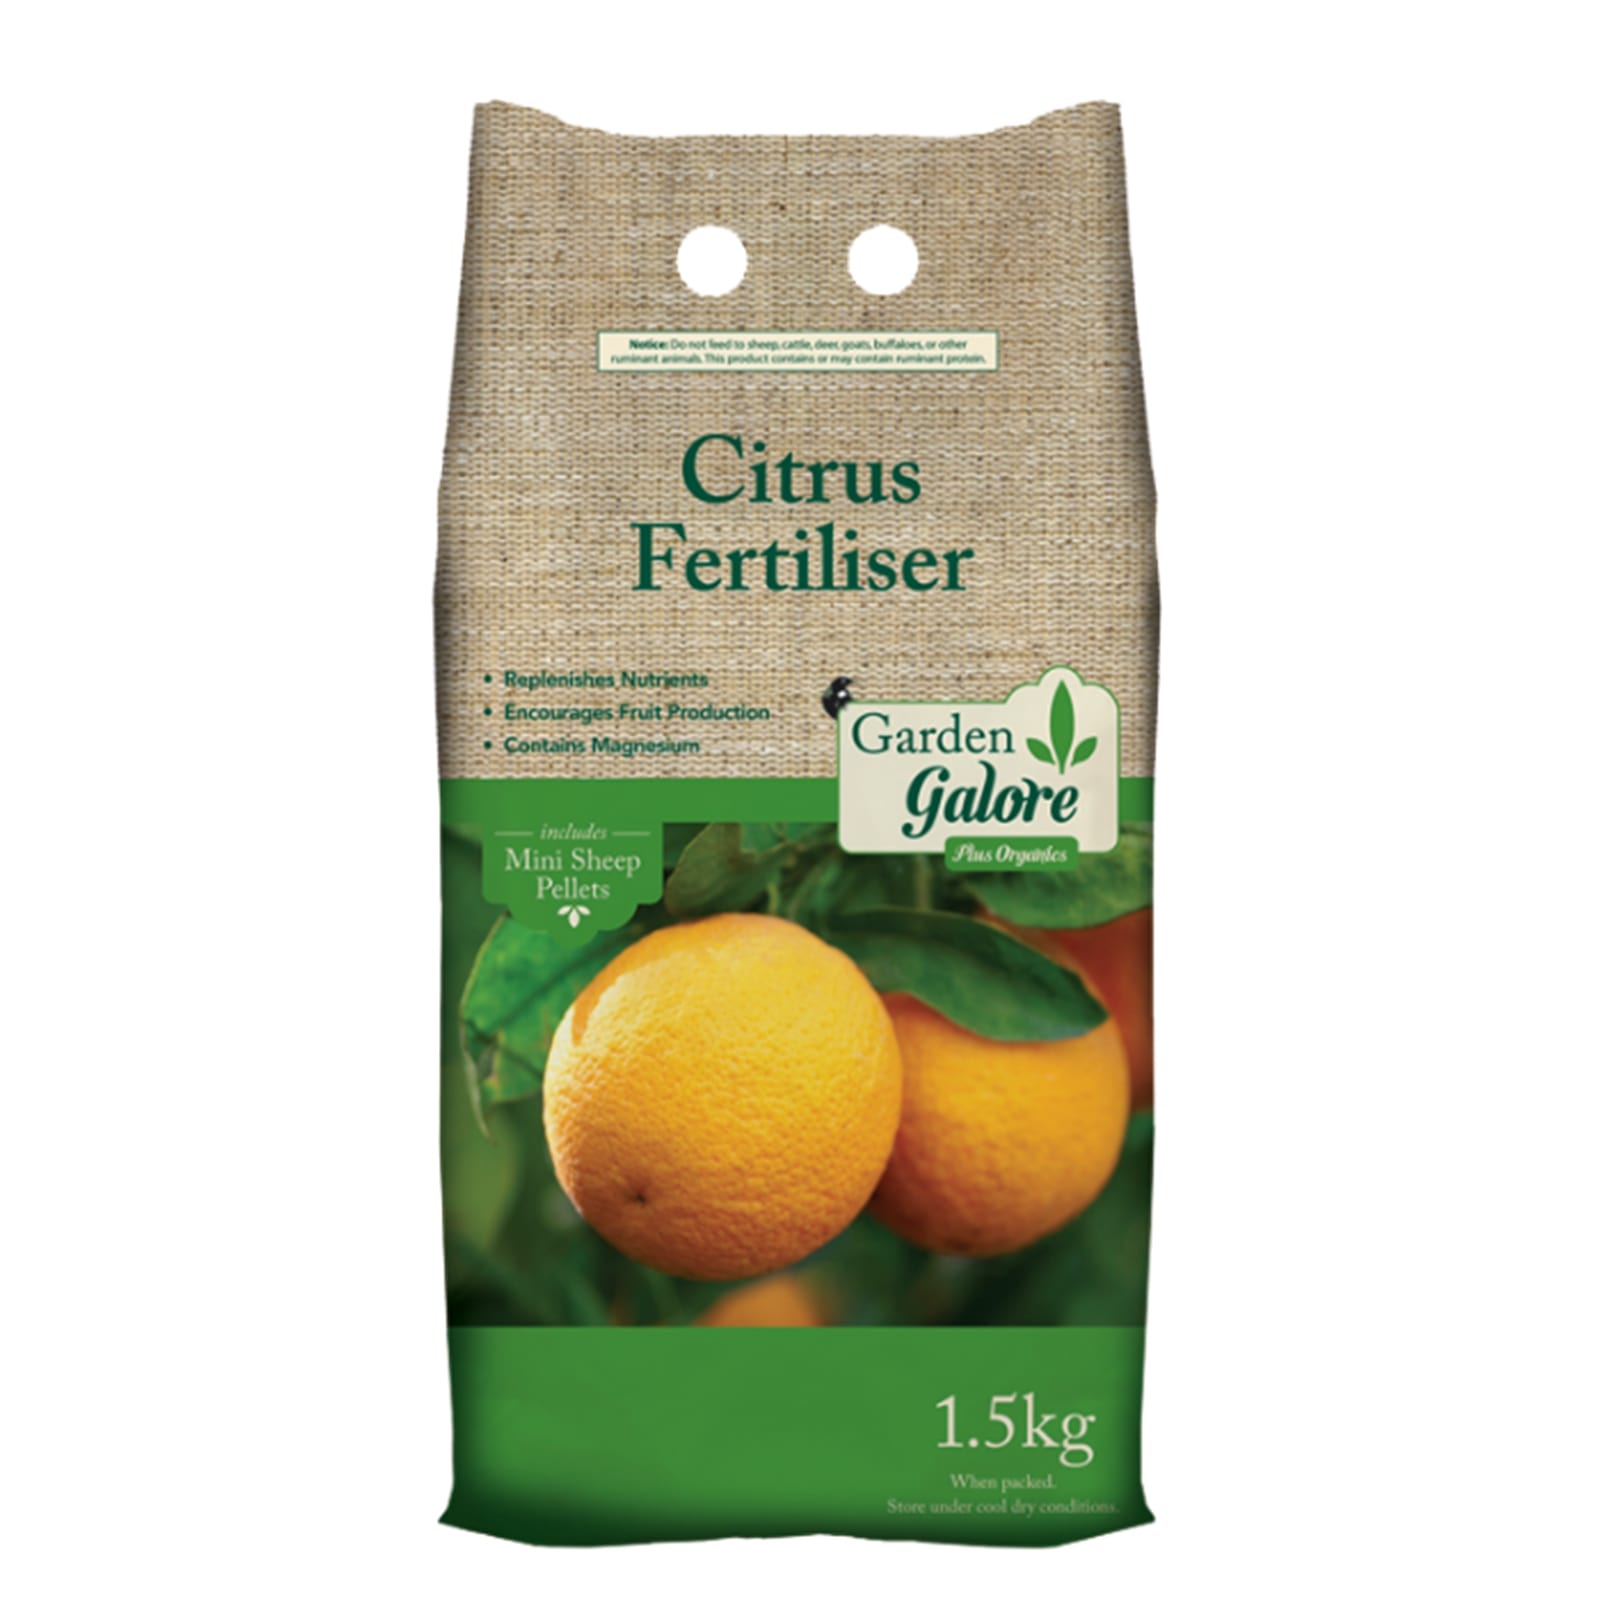 Notice: Do not feed to sheep, cattle, deer, goats, buffaloes, or other
ruminant animals. This product contains or may contain ruminant protein.
Citrus
Fertiliser
• Replenishes Nutrients
• Encourages Fruit Production
• Contains Magnesium
Garden
Galore
Plus Organics
includes
Mini Sheep
Pellets
1.5kg
When packed.
Store under cool dry conditions.